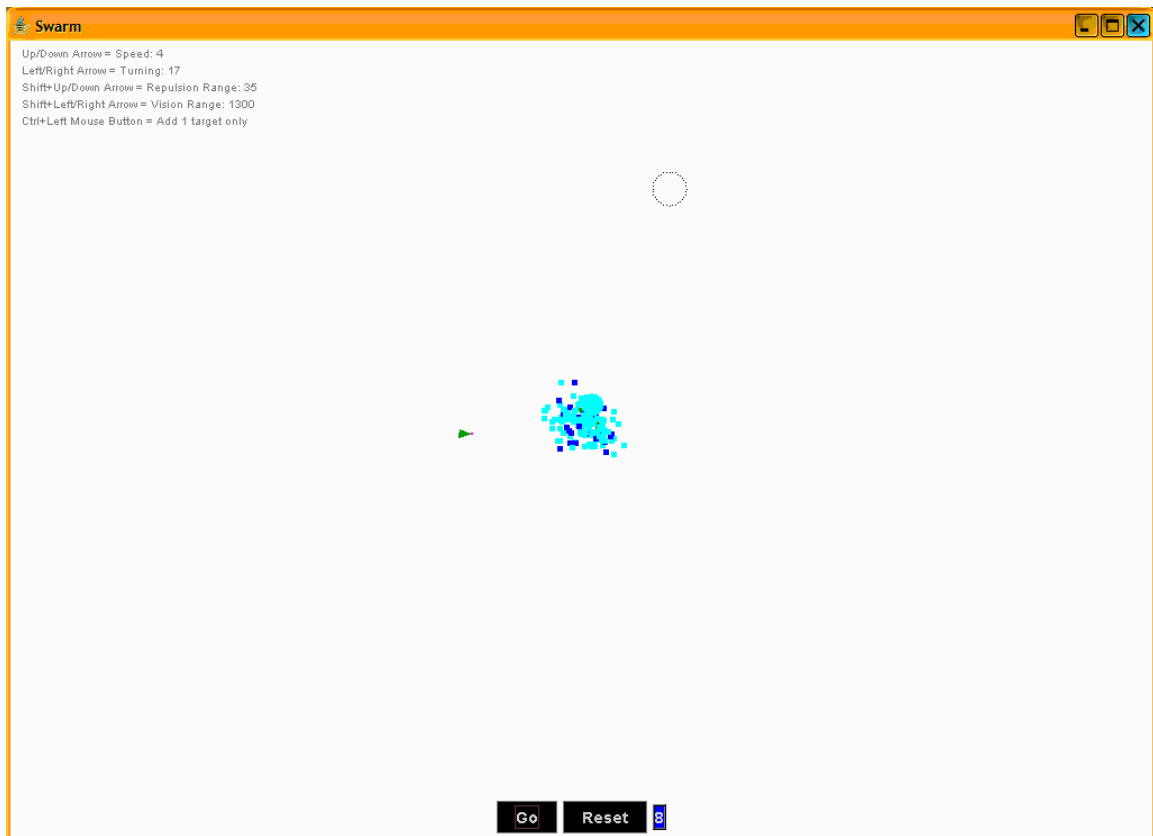 Swarm
Up/Down Arrow = Speed: 4
Left/Right Arrow = Turning: 17
Shift+Up/Down Arrow = Repulsion Range: 35
Shift+Left/Right Arrow = Vision Range: 1300
Ctrl+Left Mouse Button = Add 1 target only
Go Reset 8